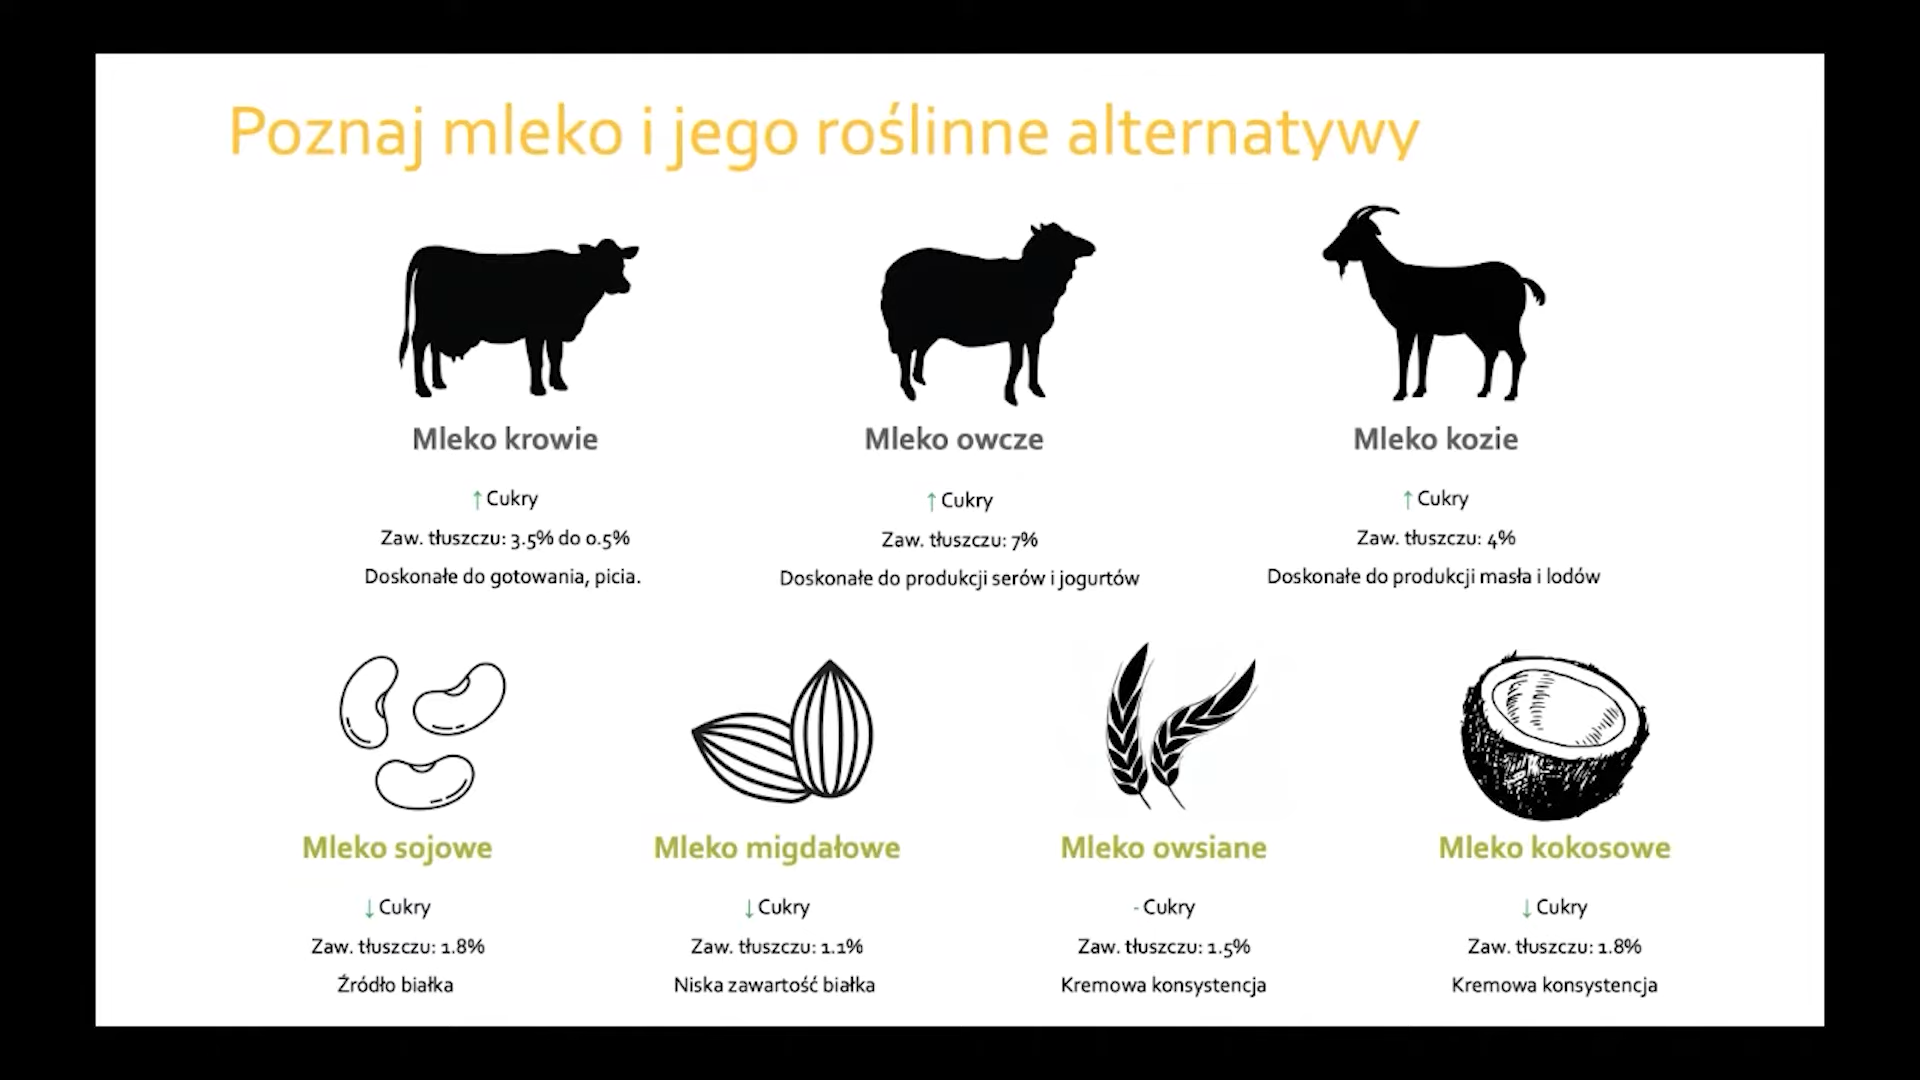 Poznaj mleko i jego roślinne alternatywy
Mleko krowie
↑ Cukry
Zaw. tłuszczu: 3.5% do 0.5%
Doskonałe do gotowania, picia.
Mleko owcze
↑ Cukry
Zaw. tłuszczu: 7%
Doskonałe do produkcji serów i jogurtów
Mleko kozie
↑ Cukry
Zaw. tłuszczu: 4%
Doskonałe do produkcji masła i lodów
Mleko sojowe
↓ Cukry
Zaw. tłuszczu: 1.8%
Źródło białka
Mleko migdałowe
↓ Cukry
Zaw. tłuszczu: 1.1%
Niska zawartość białka
Mleko owsiane
- Cukry
Zaw. tłuszczu: 1.5%
Kremowa konsystencja
Mleko kokosowe
↓ Cukry
Zaw. tłuszczu: 1.8%
Kremowa konsystencja